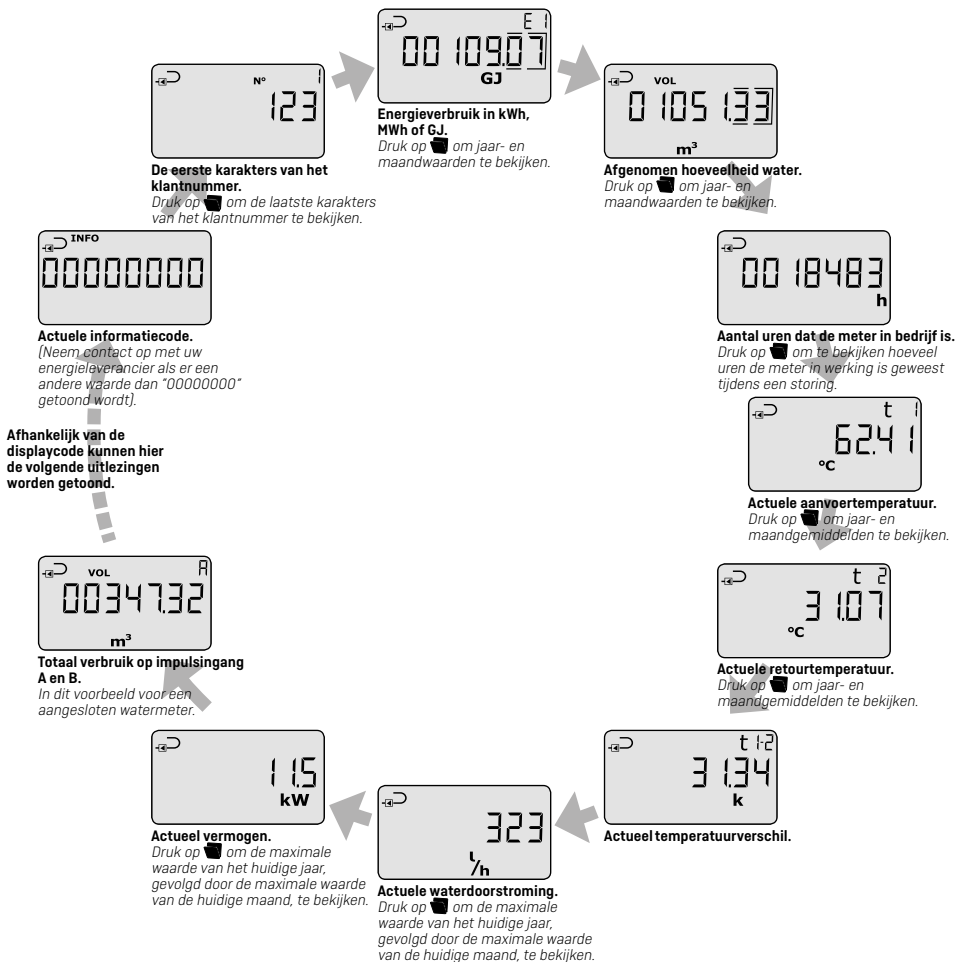 E 1
00 109.07
GJ
Energieverbruik in kWh,
MWh of GJ.
Druk op om jaar- en
maandwaarden te bekijken.
VOL
01051.33
m³
Afgenomen hoeveelheid water.
Druk op om jaar- en
maandwaarden te bekijken.
0018483
h
Aantal uren dat de meter in bedrijf is.
Druk op om te bekijken hoeveel
uren de meter in werking is geweest
tijdens een storing.
t 1
62.41
°C
Actuele aanvoertemperatuur.
Druk op om jaar- en
maandgemiddelden te bekijken.
t 2
31.07
°C
Actuele retourtemperatuur.
Druk op om jaar- en
maandgemiddelden te bekijken.
t 1-2
31.34
k
Actueel temperatuurverschil.
323
l/h
Actuele waterdoorstroming.
Druk op om de maximale
waarde van het huidige jaar,
gevolgd door de maximale waarde
van de huidige maand, te bekijken.
11.5
kW
Actueel vermogen.
Druk op om de maximale
waarde van het huidige jaar,
gevolgd door de maximale waarde
van de huidige maand, te bekijken.
VOL A
00347.32
m³
Totaal verbruik op impulsingang
A en B.
In dit voorbeeld voor een
aangesloten watermeter.
Afhankelijk van de
displaycode kunnen hier
de volgende uitlezingen
worden getoond.
INFO
00000000
Actuele informatiecode.
(Neem contact op met uw
energieleverancier als er een
andere waarde dan "00000000"
getoond wordt).
N° 1
123
De eerste karakters van het
klantnummer.
Druk op om de laatste karakters
van het klantnummer te bekijken.